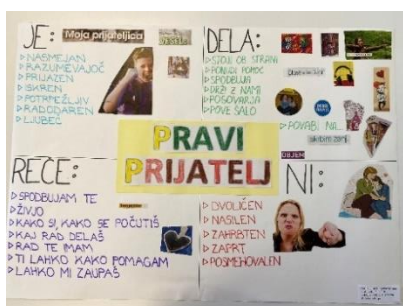 JE: Moja prijateljica
▷ NASMEJAN
▷ RAZUMEVAJOČ
▷ PRIJAZEN
▷ ISKREN
▷ POTRPEŽLJIV
▷ RADODAREN
▷ LJUBEČ
DELA:
▷ STOJI OB STRANI
▷ PONUDI POMOČ
▷ SPODBUJA
▷ DRŽI Z NAMI
▷ POGOVARJA
▷ POVE ŠALO
▷ POVABI NA...
OBJEM
PRAVI
PRIJATELJ
REČE:
▷ SPODBUJAM TE
▷ ŽIVJO
▷ KAKO SI, KAKO SE POČUTIŠ
▷ KAJ RAD DELAŠ
▷ RAD TE IMAM
▷ TI LAHKO KAKO POMAGAM
▷ LAHKO MI ZAUPAŠ
NI:
▷ DVOLIČEN
▷ NASILEN
▷ ZAHRBTEN
▷ ZAPRT
▷ POSMEHOVALEN